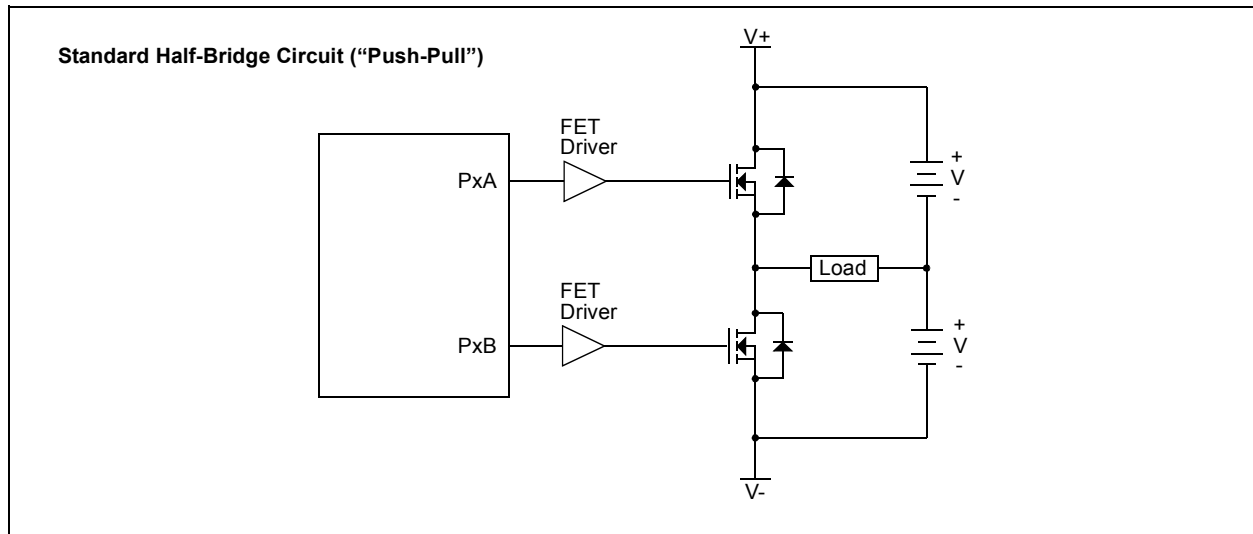 Standard Half-Bridge Circuit (“Push-Pull”)
V+
FET
Driver
PxA
+
V
-
Load
FET
Driver
PxB
+
V
-
V-